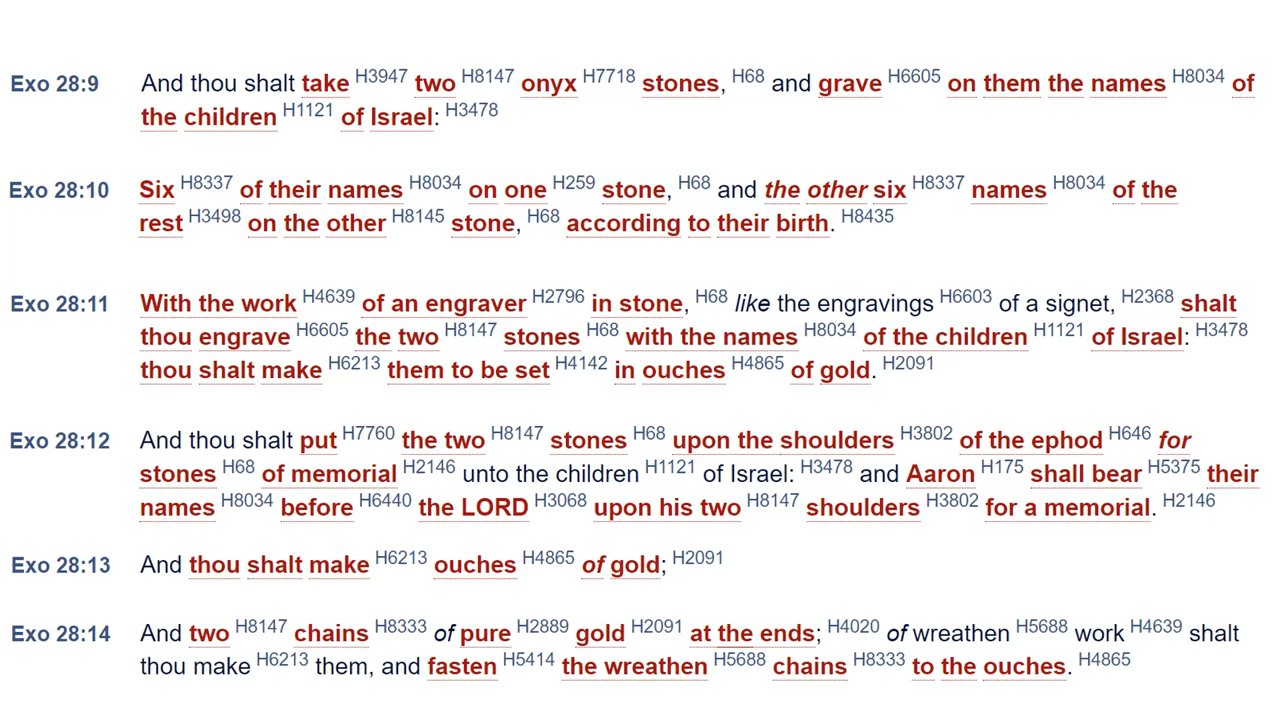 Exo 28:9 And thou shalt take H3947 two H8147 onyx H7718 stones, H68 and grave H6605 on them the names H8034 of
the children H1121 of Israel: H3478
Exo 28:10 Six H8337 of their names H8034 on one H259 stone, H68 and the other six H8337 names H8034 of the
rest H3498 on the other H8145 stone, H68 according to their birth. H8435
Exo 28:11 With the work H4639 of an engraver H2796 in stone, H68 like the engravings H6603 of a signet, H2368 shalt
thou engrave H6605 the two H8147 stones H68 with the names H8034 of the children H1121 of Israel: H3478
thou shalt make H6213 them to be set H4142 in ouches H4865 of gold. H2091
Exo 28:12 And thou shalt put H7760 the two H8147 stones H68 upon the shoulders H3802 of the ephod H646 for
stones H68 of memorial H2146 unto the children H1121 of Israel: H3478 and Aaron H175 shall bear H5375 their
names H8034 before H6440 the LORD H3068 upon his two H8147 shoulders H3802 for a memorial. H2146
Exo 28:13 And thou shalt make H6213 ouches H4865 of gold; H2091
Exo 28:14 And two H8147 chains H8333 of pure H2889 gold H2091 at the ends; H4020 of wreathen H5688 work H4639 shalt
thou make H6213 them, and fasten H5414 the wreathen H5688 chains H8333 to the ouches. H4865